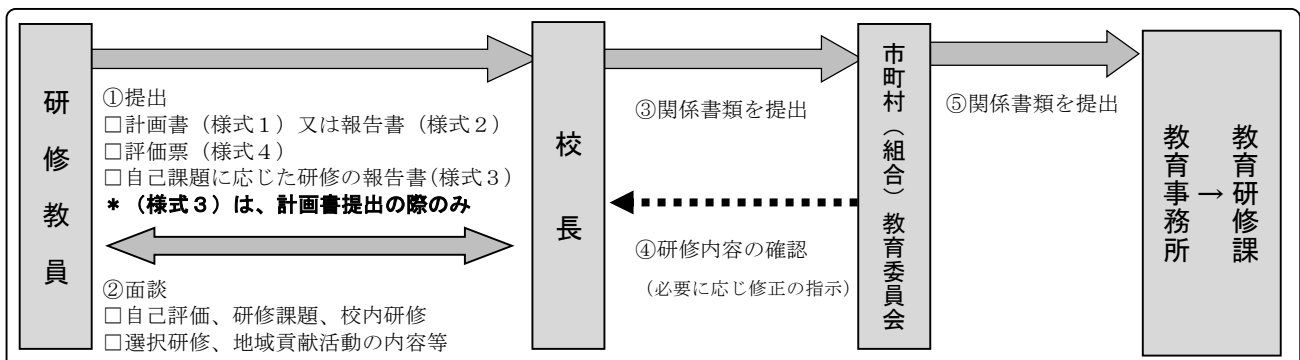 研修教員
①提出
□計画書(様式1)又は報告書(様式2)
□評価票(様式4)
□自己課題に応じた研修の報告書(様式3)
*(様式3)は、計画書提出の際のみ
②面談
□自己評価、研修課題、校内研修
□選択研修、地域貢献活動の内容等
校長
③関係書類を提出
④研修内容の確認
(必要に応じ修正の指示)
市町村(組合)教育委員会
⑤関係書類を提出
教育事務所
→
教育研修課